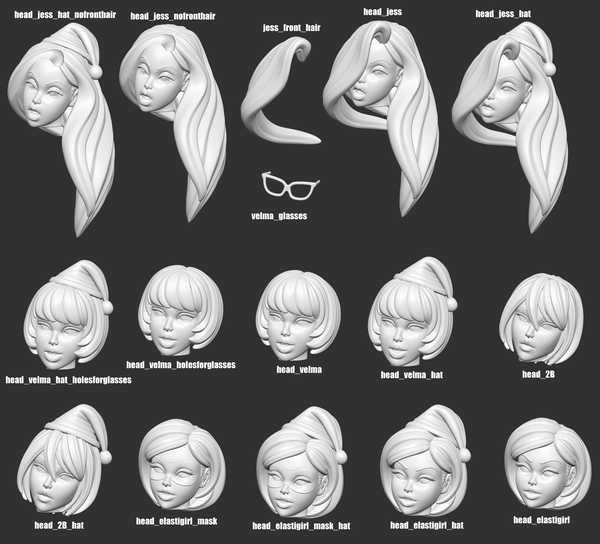 head_jess_hat_nofronthair
head_jess_nofronthair
jess_front_hair
head_jess
head_jess_hat
velma_glasses
head_velma_hat_holesforglasses
head_velma_holesforglasses
head_velma
head_velma_hat
head_2B
head_2B_hat
head_elastigirl_mask
head_elastigirl_mask_hat
head_elastigirl_hat
head_elastigirl